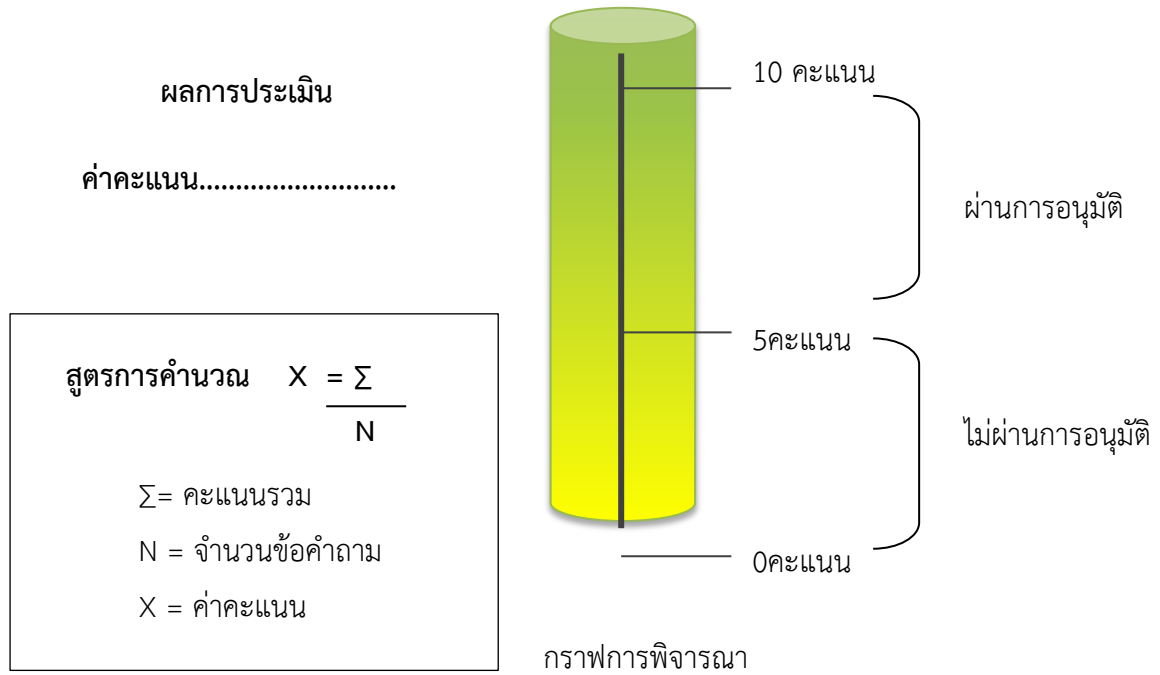 ผลการประเมิน
ค่าคะแนน..........................
สูตรการคำนวณ X = Σ
N
Σ= คะแนนรวม
N = จำนวนข้อคำถาม
X = ค่าคะแนน
10 คะแนน
ผ่านการอนุมัติ
5คะแนน
ไม่ผ่านการอนุมัติ
0คะแนน
กราฟการพิจารณา